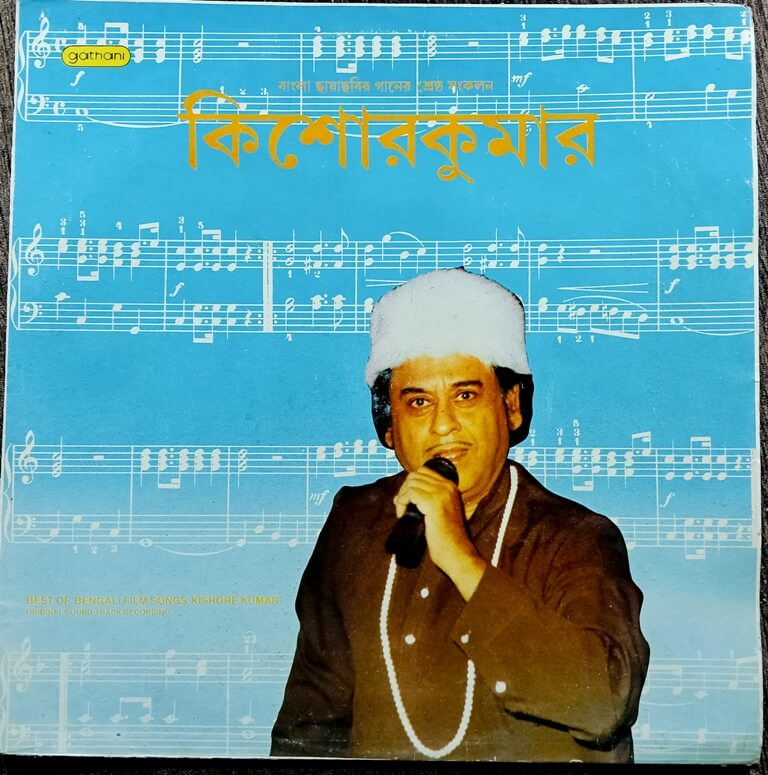 gathani
বাংলা ছায়াছবির গানের শ্রেষ্ঠ সংকলন
কিশোরকুমার
BEST OF BENGALI FILM SONGS KISHORE KUMAR
ORIGINAL SOUND TRACK RECORDING